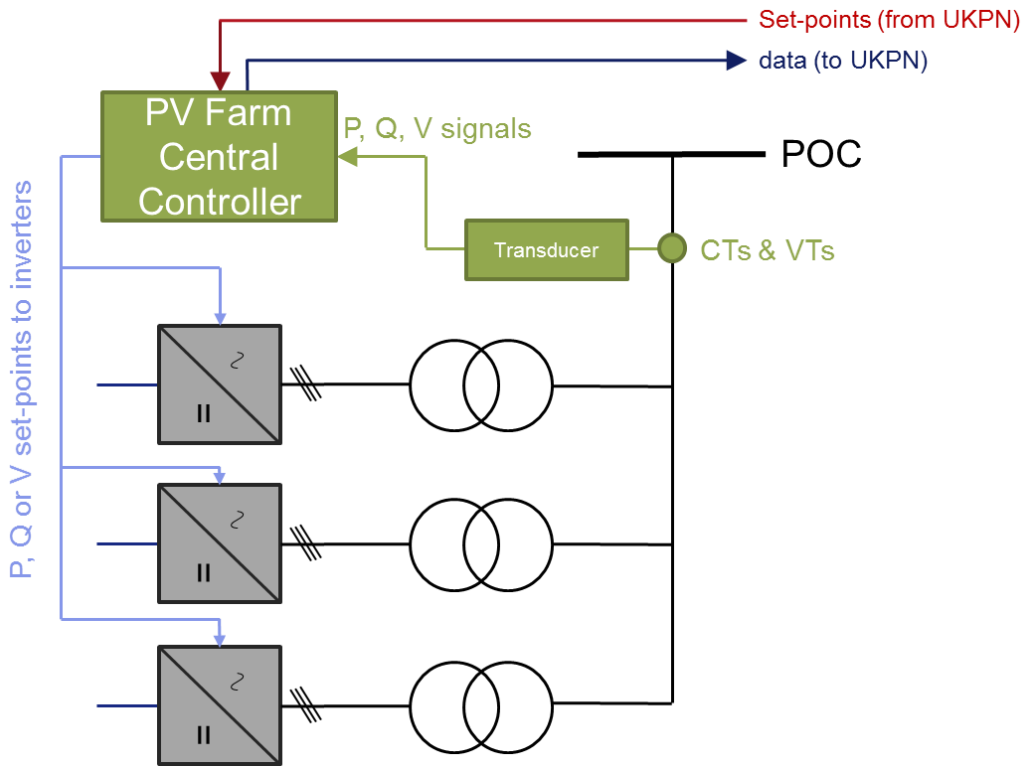 Set-points (from UKPN)
data (to UKPN)
PV Farm
Central
Controller
P, Q, V signals
POC
Transducer
CTs & VTs
P, Q or V set-points to inverters